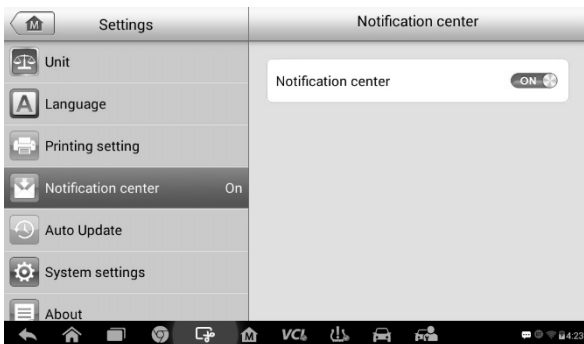 M
Settings
Notification center
Unit
A
Language
Notification center
ON
Printing setting
Notification center On
Auto Update
System settings
About
M
VCI
4:23